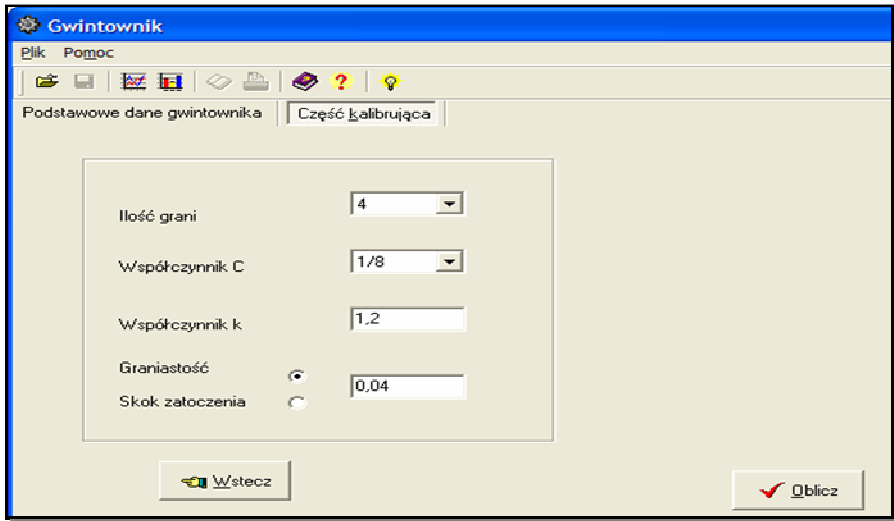 Gwintownik
Plik Pomoc
?
Podstawowe dane gwintownika Część kalibrująca
Ilość grani 4
Współczynnik C 1/8
Współczynnik k 1,2
Graniastość
0,04
Skok zatoczenia
Wstecz
Oblicz